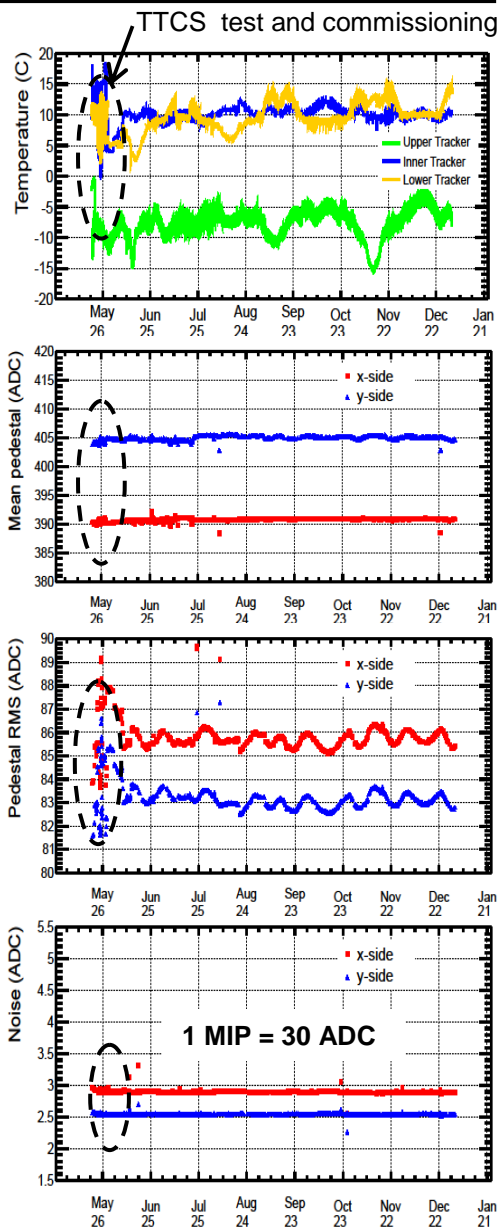 TTCS test and commissioning
Temperature (C)
20
15
10
5
0
-5
-10
-15
-20
Upper Tracker
Inner Tracker
Lower Tracker
May Jun Jul Aug Sep Oct Nov Dec Jan
26 25 25 24 23 23 22 22 21
Mean pedestal (ADC)
420
415
410
405
400
395
390
385
380
x-side
y-side
May Jun Jul Aug Sep Oct Nov Dec Jan
26 25 25 24 23 23 22 22 21
Pedestal RMS (ADC)
90
89
88
87
86
85
84
83
82
81
80
x-side
y-side
May Jun Jul Aug Sep Oct Nov Dec Jan
26 25 25 24 23 23 22 22 21
Noise (ADC)
5.5
5
4.5
4
3.5
3
2.5
2
1.5
x-side
y-side
1 MIP = 30 ADC
May Jun Jul Aug Sep Oct Nov Dec Jan
26 25 25 24 23 23 22 22 21